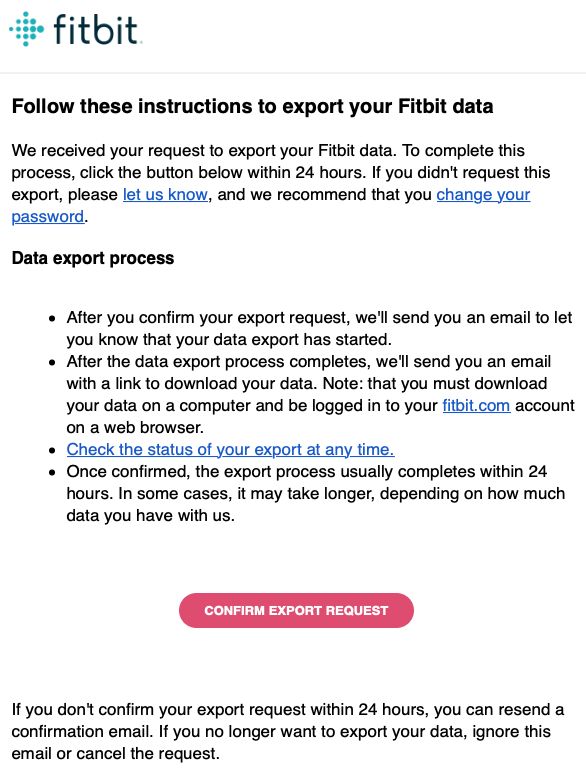 fitbit.
Follow these instructions to export your Fitbit data
We received your request to export your Fitbit data. To complete this
process, click the button below within 24 hours. If you didn't request this
export, please let us know, and we recommend that you change your
password.
Data export process
• After you confirm your export request, we'll send you an email to let
you know that your data export has started.
• After the data export process completes, we'll send you an email
with a link to download your data. Note: that you must download
your data on a computer and be logged in to your fitbit.com account
on a web browser.
• Check the status of your export at any time.
• Once confirmed, the export process usually completes within 24
hours. In some cases, it may take longer, depending on how much
data you have with us.
CONFIRM EXPORT REQUEST
If you don't confirm your export request within 24 hours, you can resend a
confirmation email. If you no longer want to export your data, ignore this
email or cancel the request.